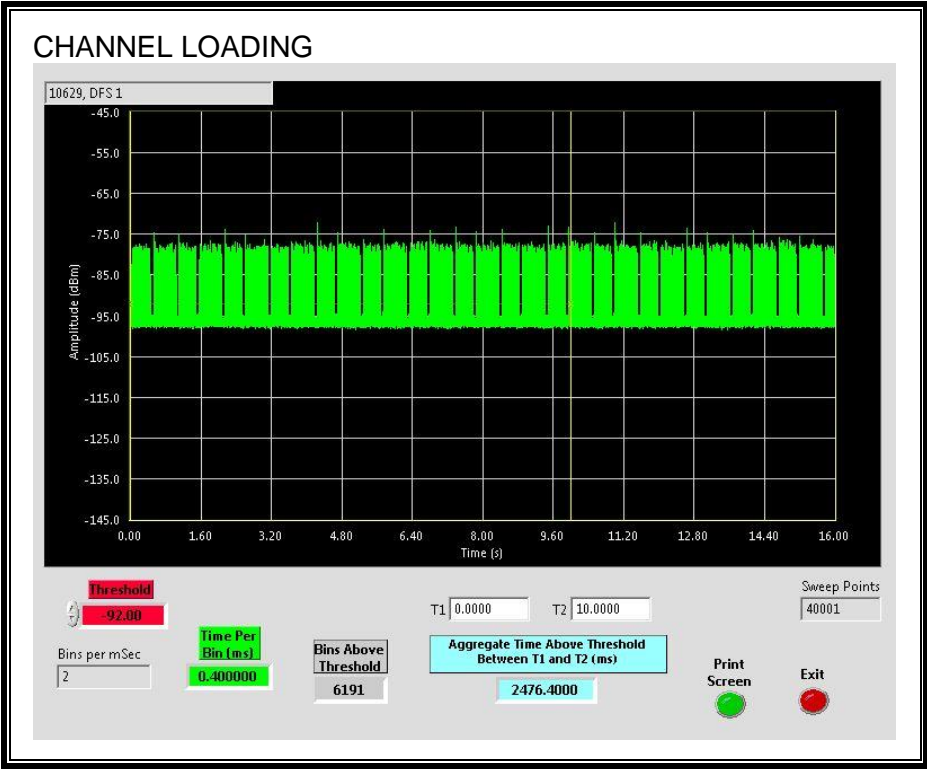 CHANNEL LOADING
10629, DFS 1
-45.0
-55.0
-65.0
-75.0
-85.0
-95.0
-105.0
-115.0
-125.0
-135.0
-145.0
Amplitude (dBm)
0.00 1.60 3.20 4.80 6.40 8.00 9.60 11.20 12.80 14.40 16.00
Time (s)
Threshold
-92.00
Bins per mSec
2
Time Per
Bin (ms)
0.400000
Bins Above
Threshold
6191
T1 0.0000 T2 10.0000
Aggregate Time Above Threshold
Between T1 and T2 (ms)
2476.4000
Sweep Points
40001
Print
Screen
Exit